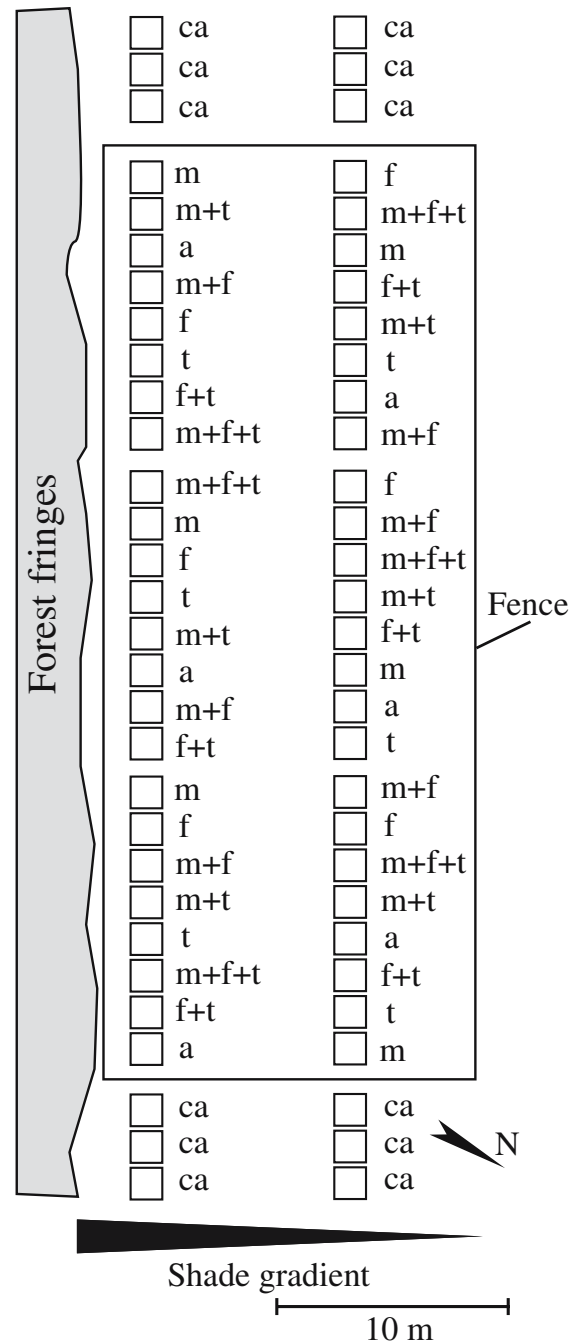 ca ca
ca ca
ca ca
m f
m+t m+f+t
a m
m+f f+t
f m+t
t t
f+t a
m+f+t m+f
m+f+t f
m m+f
f m+f+t
t m+t
Fence
m+t f+t
a m
m+f a
f+t t
Forest fringes
m m+f
f f
m+f m+f+t
m+t m+t
t a
m+f+t f+t
f+t t
a m
ca ca
ca ca
N
ca ca
Shade gradient
10 m